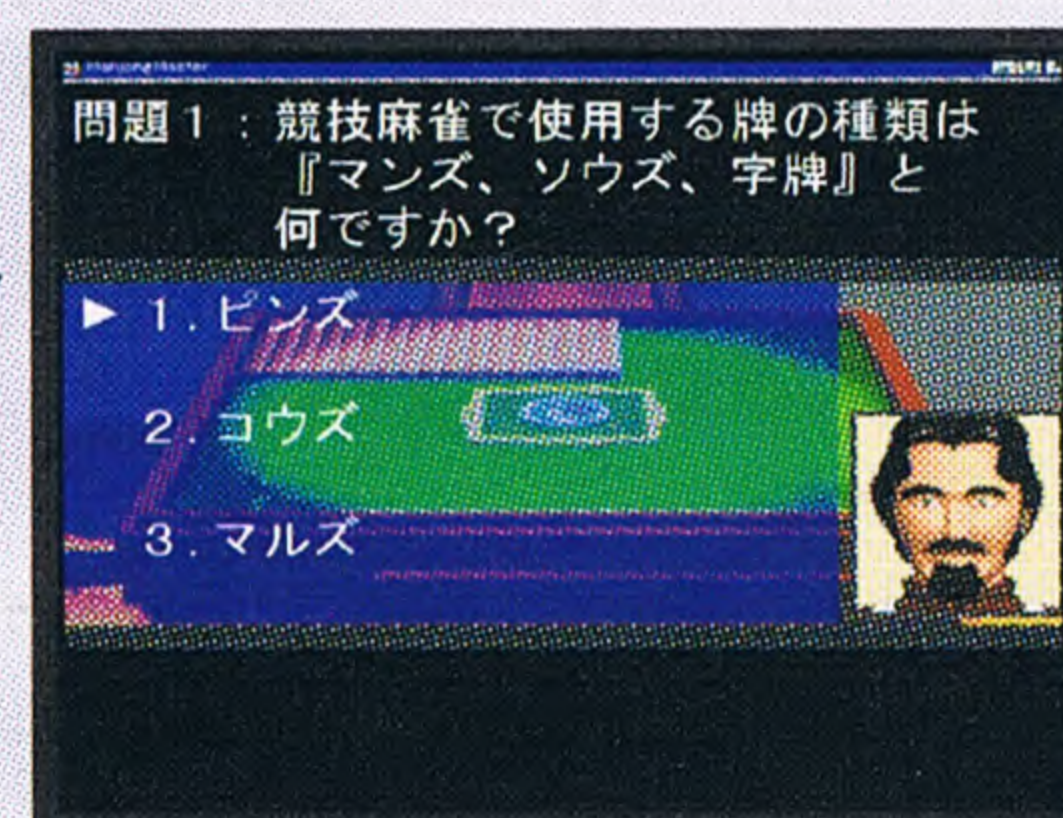 Mahjong Master
問題1：競技麻雀で使用する牌の種類は
『マンズ、ソウズ、字牌』と
何ですか？
▶ 1．ピンズ
2．コウズ
3．マルズ